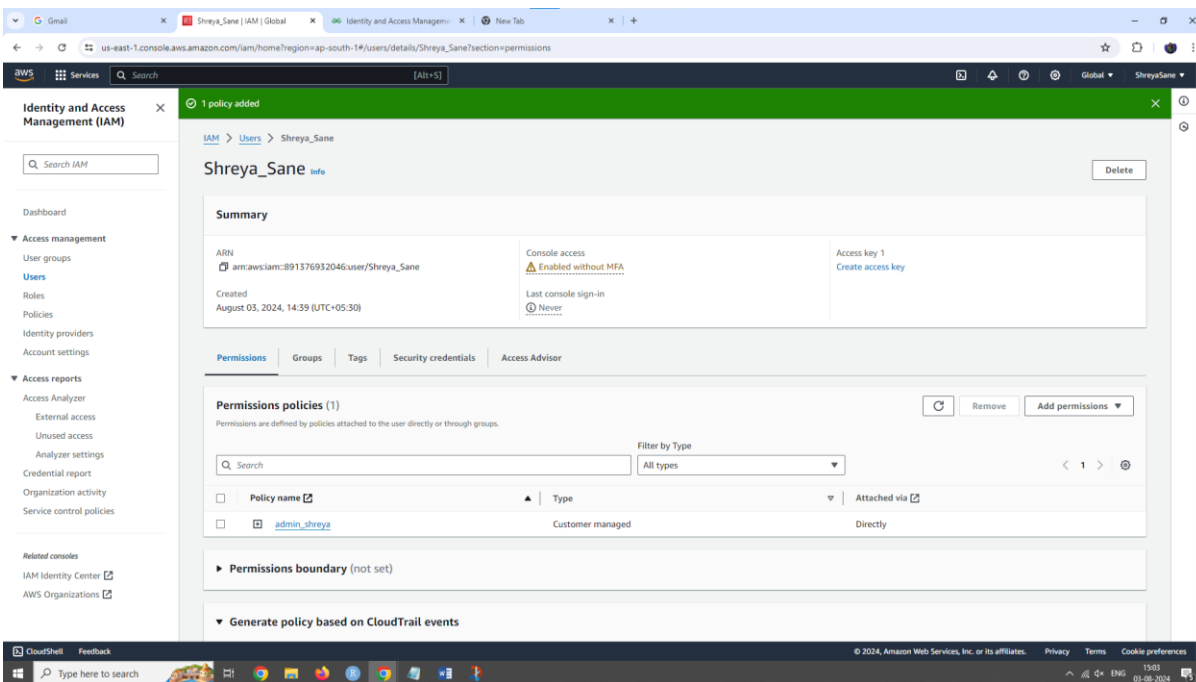 Gmail
Shreya_Sane | IAM | Global
Identity and Access Managem
New Tab
us-east-1.console.aws.amazon.com/iam/home?region=ap-south-1#/users/details/Shreya_Sane?section=permissions
aws
Services
Search
[Alt+S]
Global
ShreyaSane
Identity and Access
Management (IAM)
Search IAM
Dashboard
Access management
User groups
Users
Roles
Policies
Identity providers
Account settings
Access reports
Access Analyzer
External access
Unused access
Analyzer settings
Credential report
Organization activity
Service control policies
Related consoles
IAM Identity Center
AWS Organizations
1 policy added
IAM > Users > Shreya_Sane
Shreya_Sane Info
Delete
Summary
ARN
arn:aws:iam::891376932046:user/Shreya_Sane
Created
August 03, 2024, 14:39 (UTC+05:30)
Console access
Enabled without MFA
Last console sign-in
Never
Access key 1
Create access key
Permissions
Groups
Tags
Security credentials
Access Advisor
Permissions policies (1)
Permissions are defined by policies attached to the user directly or through groups.
Remove
Add permissions
Filter by Type
Search
All types
1
Policy name
Type
Attached via
admin_shreya
Customer managed
Directly
Permissions boundary (not set)
Generate policy based on CloudTrail events
CloudShell
Feedback
© 2024, Amazon Web Services, Inc. or its affiliates.
Privacy
Terms
Cookie preferences
Type here to search
ENG
15:03
03-08-2024